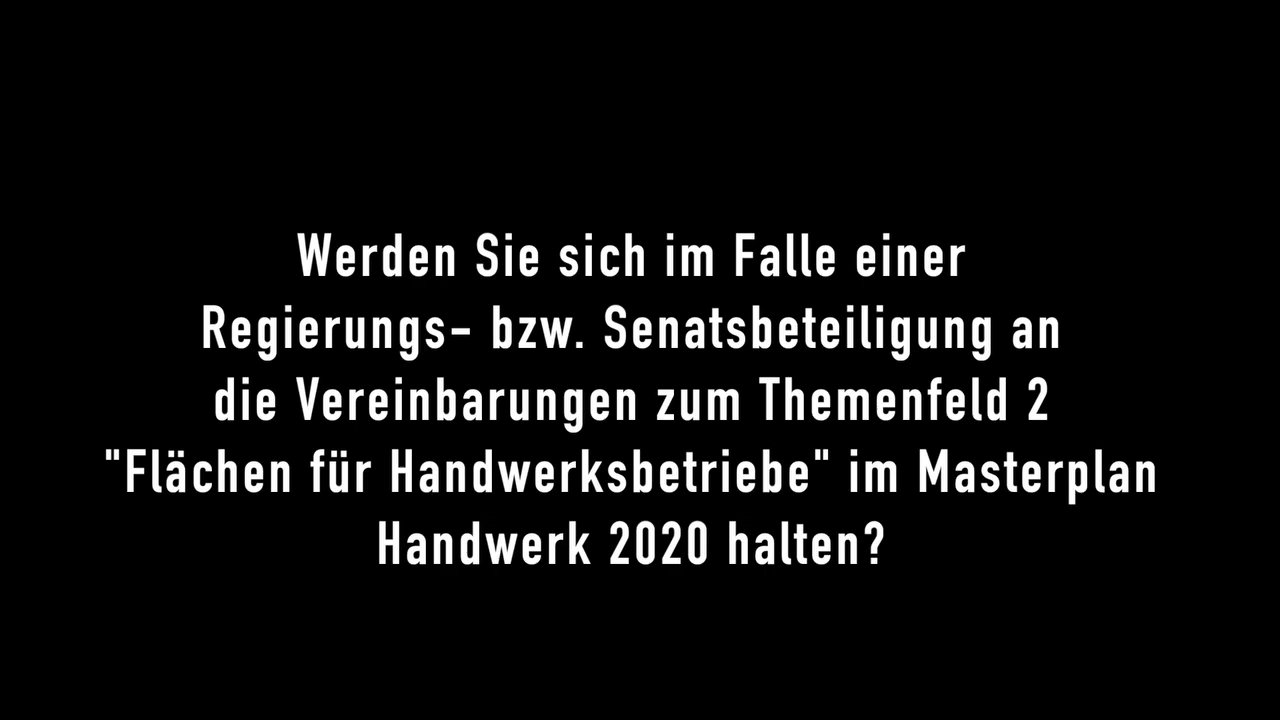 Werden Sie sich im Falle einer
Regierungs- bzw. Senatsbeteiligung an
die Vereinbarungen zum Themenfeld 2
"Flächen für Handwerksbetriebe" im Masterplan
Handwerk 2020 halten?